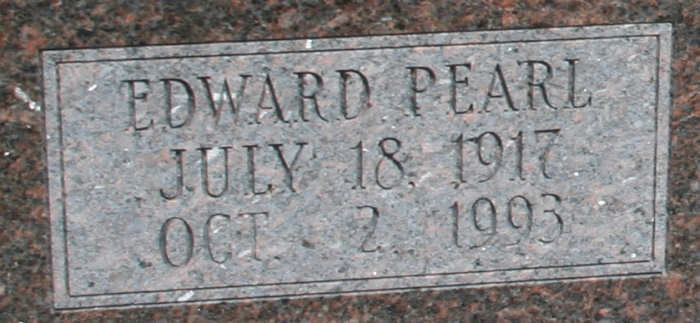 EDWARD PEARL
JULY 18, 1917
OCT. 2, 1993